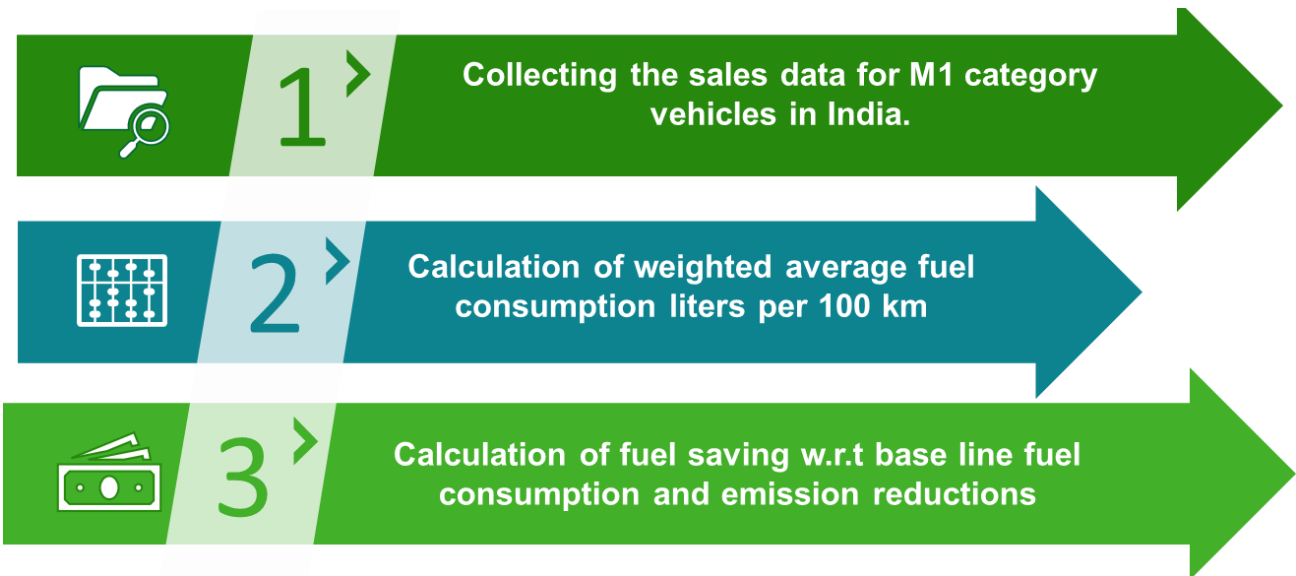 1
Collecting the sales data for M1 category
vehicles in India.
2
Calculation of weighted average fuel
consumption liters per 100 km
3
Calculation of fuel saving w.r.t base line fuel
consumption and emission reductions